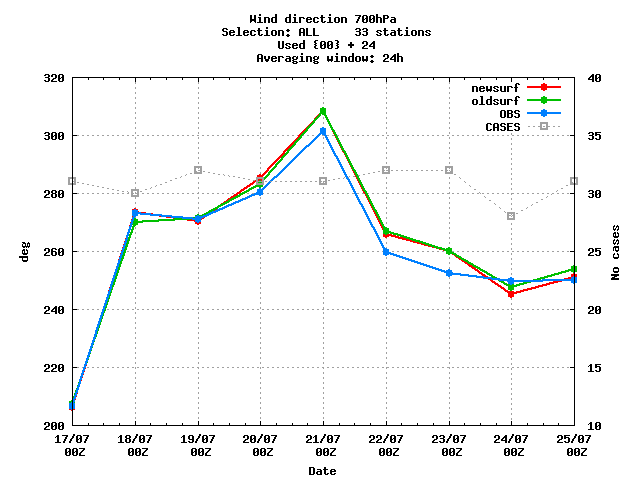 Wind direction 700hPa
Selection: ALL 33 stations
Used {00} + 24
Averaging window: 24h
320 40
newsurf
oldsurf
OBS
CASES
300 35
280 30
260 25
240 20
220 15
200 10
deg
No cases
17/07 18/07 19/07 20/07 21/07 22/07 23/07 24/07 25/07
00Z 00Z 00Z 00Z 00Z 00Z 00Z 00Z 00Z
Date